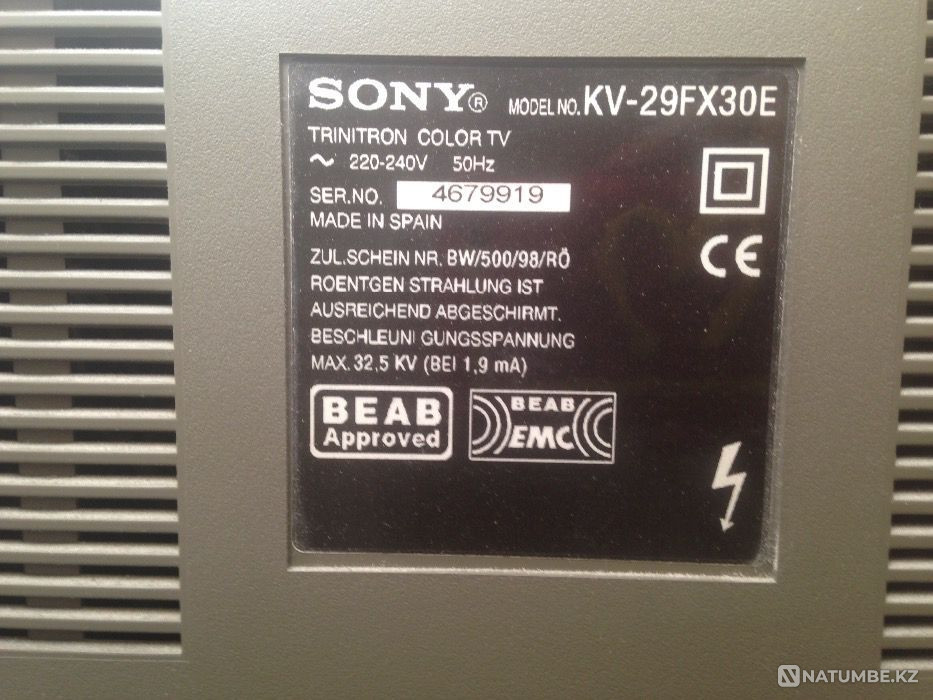 SONY® MODEL NO. KV-29FX30E
TRINITRON COLOR TV
~ 220-240V 50Hz
SER.NO. 4679919
MADE IN SPAIN
ZUL.SCHEIN NR. BW/500/98/RÖ
ROENTGEN STRAHLUNG IST
AUSREICHEND ABGESCHIRMT.
BESCHLEUNI GUNGSSPANNUNG
MAX. 32,5 KV (BEI 1,9 mA)
BEAB
Approved
BEAB
EMC
CE
NATUMBE.KZ